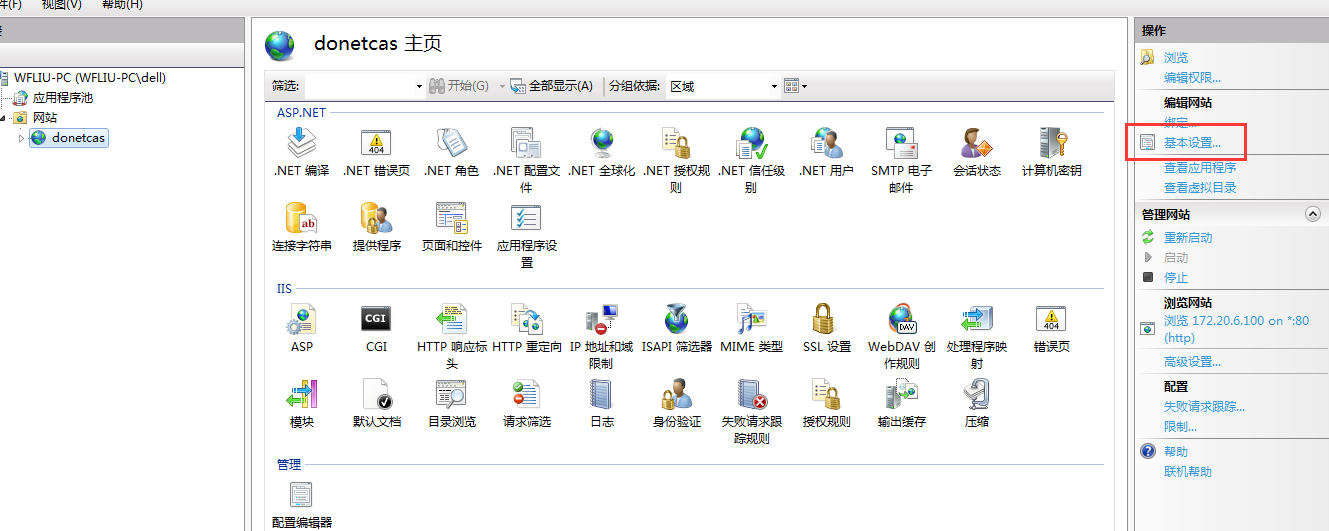 视图(V) 帮助(H)
WFLIU-PC (WFLIU-PC\dell)
应用程序池
网站
donetcas
donetcas 主页
筛选: 开始(G) 全部显示(A) 分组依据: 区域
ASP.NET
.NET 编译 .NET 错误页 .NET 角色 .NET 配置文 .NET 全球化 .NET 授权规 .NET 信任级 .NET 用户 SMTP 电子 会话状态 计算机密钥
件 则 别 邮件
连接字符串 提供程序 页面和控件 应用程序设
置
IIS
ASP CGI HTTP 响应标 HTTP 重定向 IP 地址和域 ISAPI 筛选器 MIME 类型 SSL 设置 WebDAV 创 处理程序映 错误页
头 限制 作规则 射
模块 默认文档 目录浏览 请求筛选 日志 身份验证 失败请求跟 授权规则 输出缓存 压缩
踪规则
管理
配置编辑器
操作
浏览
编辑权限...
编辑网站
绑定...
基本设置...
查看应用程序
查看虚拟目录
管理网站
重新启动
启动
停止
浏览网站
浏览 172.20.6.100 on *:80
(http)
高级设置...
配置
失败请求跟踪...
限制...
帮助
联机帮助